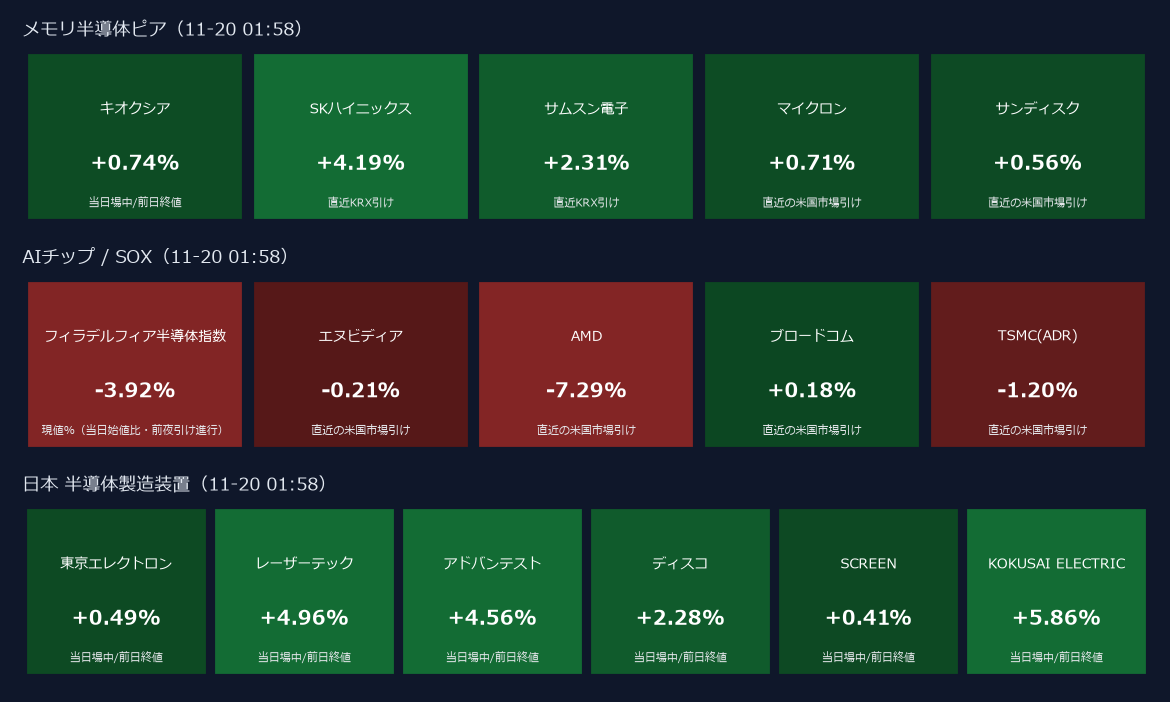 メモリ半導体ピア（11-20 01:58）
キオクシア
+0.74%
当日場中/前日終値
SKハイニックス
+4.19%
直近KRX引け
サムスン電子
+2.31%
直近KRX引け
マイクロン
+0.71%
直近の米国市場引け
サンディスク
+0.56%
直近の米国市場引け
AIチップ / SOX（11-20 01:58）
フィラデルフィア半導体指数
-3.92%
現値%（当日始値比・前夜引け進行）
エヌビディア
-0.21%
直近の米国市場引け
AMD
-7.29%
直近の米国市場引け
ブロードコム
+0.18%
直近の米国市場引け
TSMC(ADR)
-1.20%
直近の米国市場引け
日本 半導体製造装置（11-20 01:58）
東京エレクトロン
+0.49%
当日場中/前日終値
レーザーテック
+4.96%
当日場中/前日終値
アドバンテスト
+4.56%
当日場中/前日終値
ディスコ
+2.28%
当日場中/前日終値
SCREEN
+0.41%
当日場中/前日終値
KOKUSAI ELECTRIC
+5.86%
当日場中/前日終値